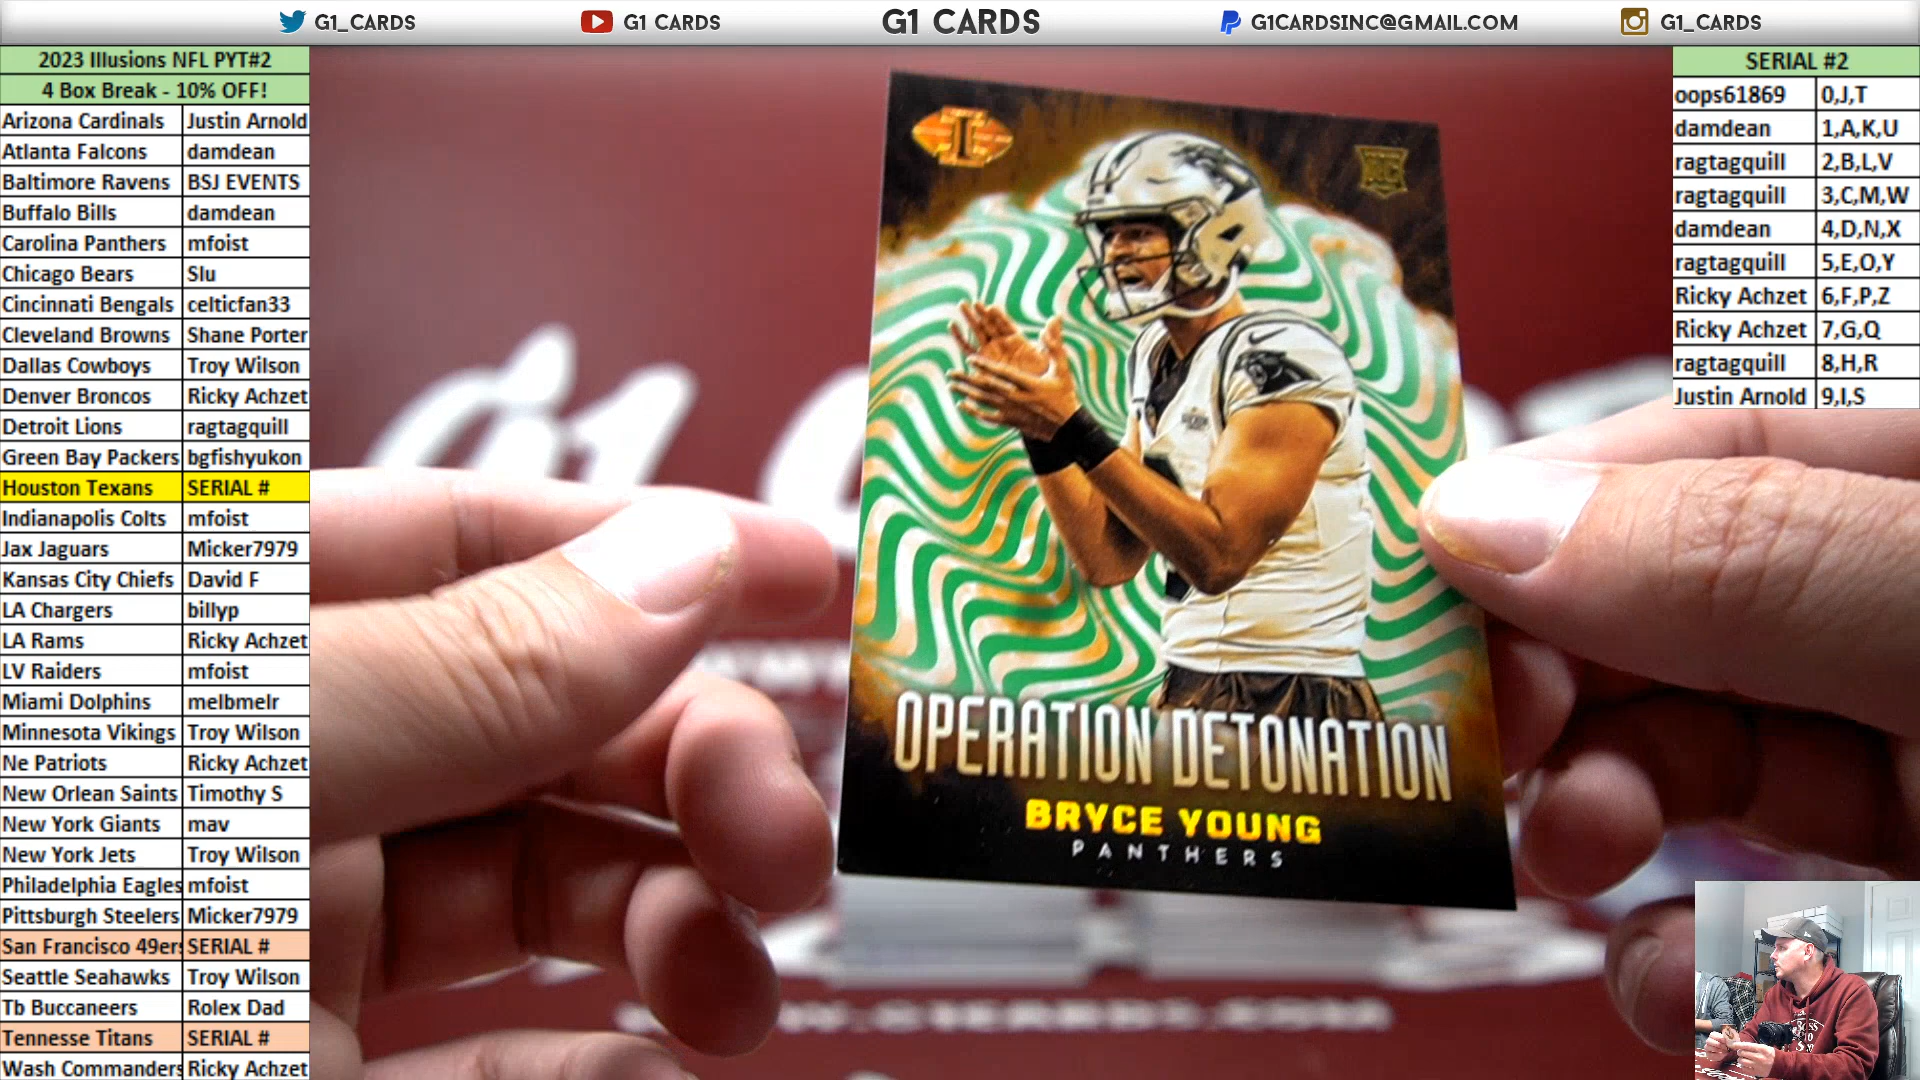 G1_CARDS
G1 CARDS
G1 CARDS
G1CARDSINC@GMAIL.COM
G1_CARDS
2023 Illusions NFL PYT#2
4 Box Break - 10% OFF!
Arizona Cardinals Justin Arnold
Atlanta Falcons damdean
Baltimore Ravens BSJ EVENTS
Buffalo Bills damdean
Carolina Panthers mfoist
Chicago Bears Slu
Cincinnati Bengals celticfan33
Cleveland Browns Shane Porter
Dallas Cowboys Troy Wilson
Denver Broncos Ricky Achzet
Detroit Lions ragtagquill
Green Bay Packers bgfishyukon
Houston Texans SERIAL #
Indianapolis Colts mfoist
Jax Jaguars Micker7979
Kansas City Chiefs David F
LA Chargers billyp
LA Rams Ricky Achzet
LV Raiders mfoist
Miami Dolphins melbmelr
Minnesota Vikings Troy Wilson
Ne Patriots Ricky Achzet
New Orlean Saints Timothy S
New York Giants mav
New York Jets Troy Wilson
Philadelphia Eagles mfoist
Pittsburgh Steelers Micker7979
San Francisco 49ers SERIAL #
Seattle Seahawks Troy Wilson
Tb Buccaneers Rolex Dad
Tennesse Titans SERIAL #
Wash Commanders Ricky Achzet
I
RC
OPERATION DETONATION
BRYCE YOUNG
PANTHERS
G1
SERIAL #2
oops61869 0,J,T
damdean 1,A,K,U
ragtagquill 2,B,L,V
ragtagquill 3,C,M,W
damdean 4,D,N,X
ragtagquill 5,E,O,Y
Ricky Achzet 6,F,P,Z
Ricky Achzet 7,G,Q
ragtagquill 8,H,R
Justin Arnold 9,I,S